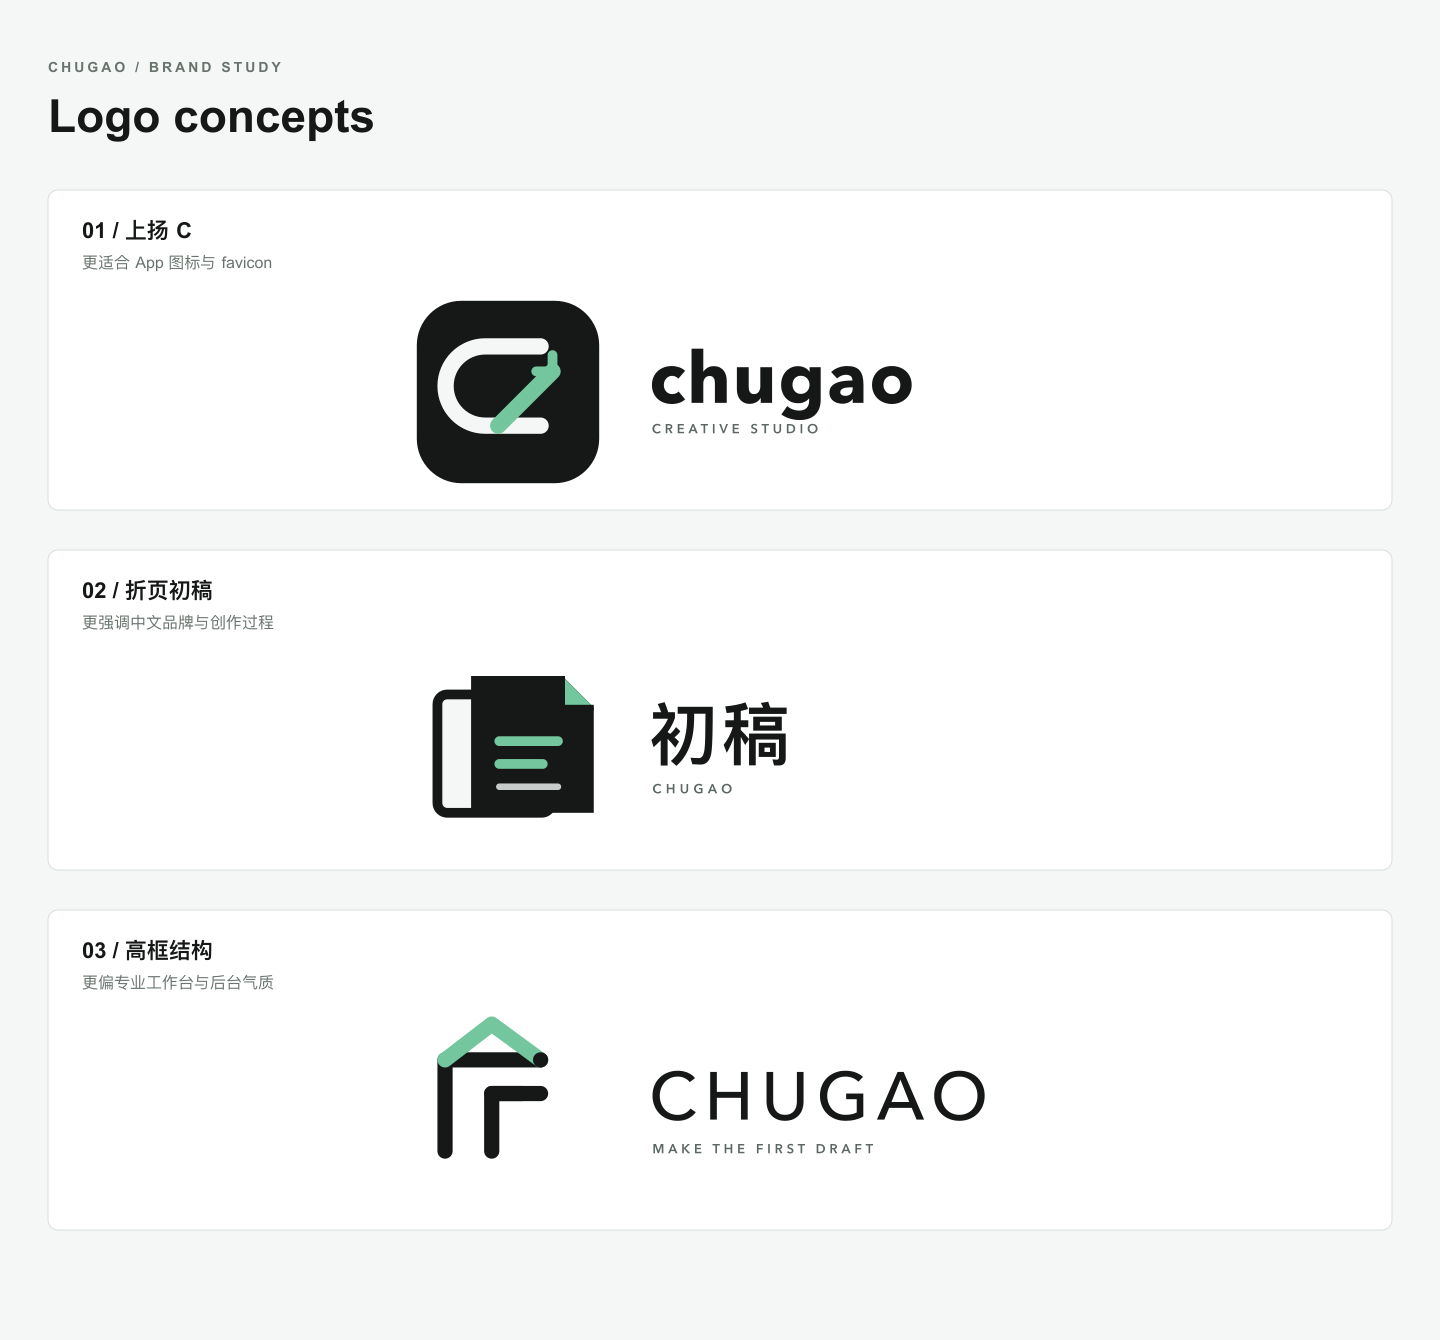 CHUGAO / BRAND STUDY
Logo concepts
01 / 上扬 C
更适合 App 图标与 favicon
chugao
CREATIVE STUDIO
02 / 折页初稿
更强调中文品牌与创作过程
初稿
CHUGAO
03 / 高框结构
更偏专业工作台与后台气质
CHUGAO
MAKE THE FIRST DRAFT